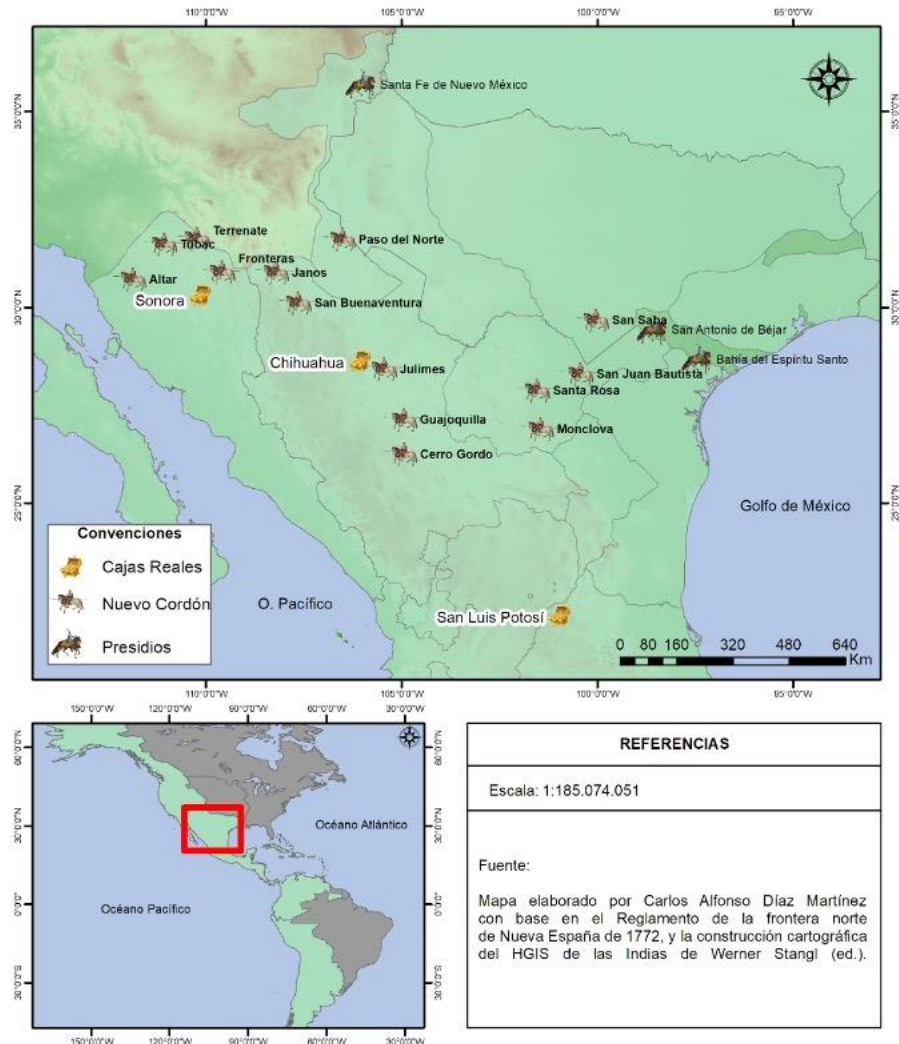 110°0'0"W 105°0'0"W 100°0'0"W 95°0'0"W
35°0'0"N
35°0'0"N
Santa Fe de Nuevo México
Terrenate
Tubac
Paso del Norte
Fronteras
Janos
Altar
Sonora
San Buenaventura
30°0'0"N
30°0'0"N
San Saba
San Antonio de Béjar
Bahía del Espíritu Santo
Chihuahua
Julimes
San Juan Bautista
Santa Rosa
Guajoquilla
Monclova
Cerro Gordo
25°0'0"N
25°0'0"N
Golfo de México
Convenciones
Cajas Reales
Nuevo Cordón
Presidios
O. Pacífico
San Luis Potosí
0 80 160 320 480 640
Km
110°0'0"W 105°0'0"W 100°0'0"W 95°0'0"W
150°0'0"W 120°0'0"W 90°0'0"W 60°0'0"W 30°0'0"W
60°0'0"N
60°0'0"N
30°0'0"N
30°0'0"N
Océano Atlántico
Océano Pacífico
0°0'0"
0°0'0"
30°0'0"S
30°0'0"S
150°0'0"W 120°0'0"W 90°0'0"W 60°0'0"W 30°0'0"W
REFERENCIAS
Escala: 1:185.074.051
Fuente:
Mapa elaborado por Carlos Alfonso Díaz Martínez
con base en el Reglamento de la frontera norte
de Nueva España de 1772, y la construcción cartográfica
del HGIS de las Indias de Werner Stangl (ed.).